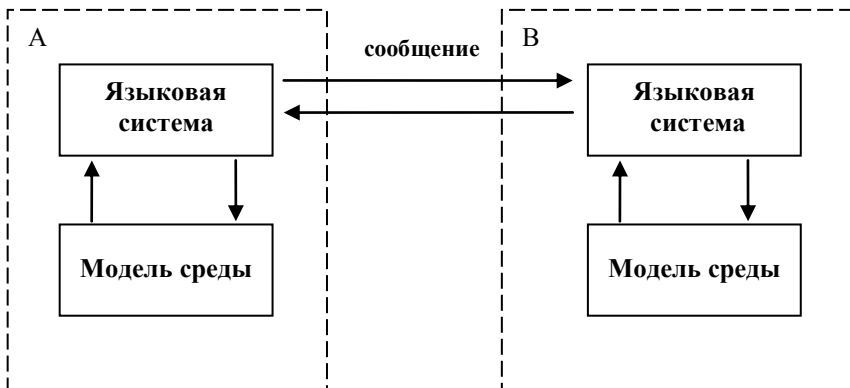 А
сообщение
В
Языковая
система
Языковая
система
Модель среды
Модель среды